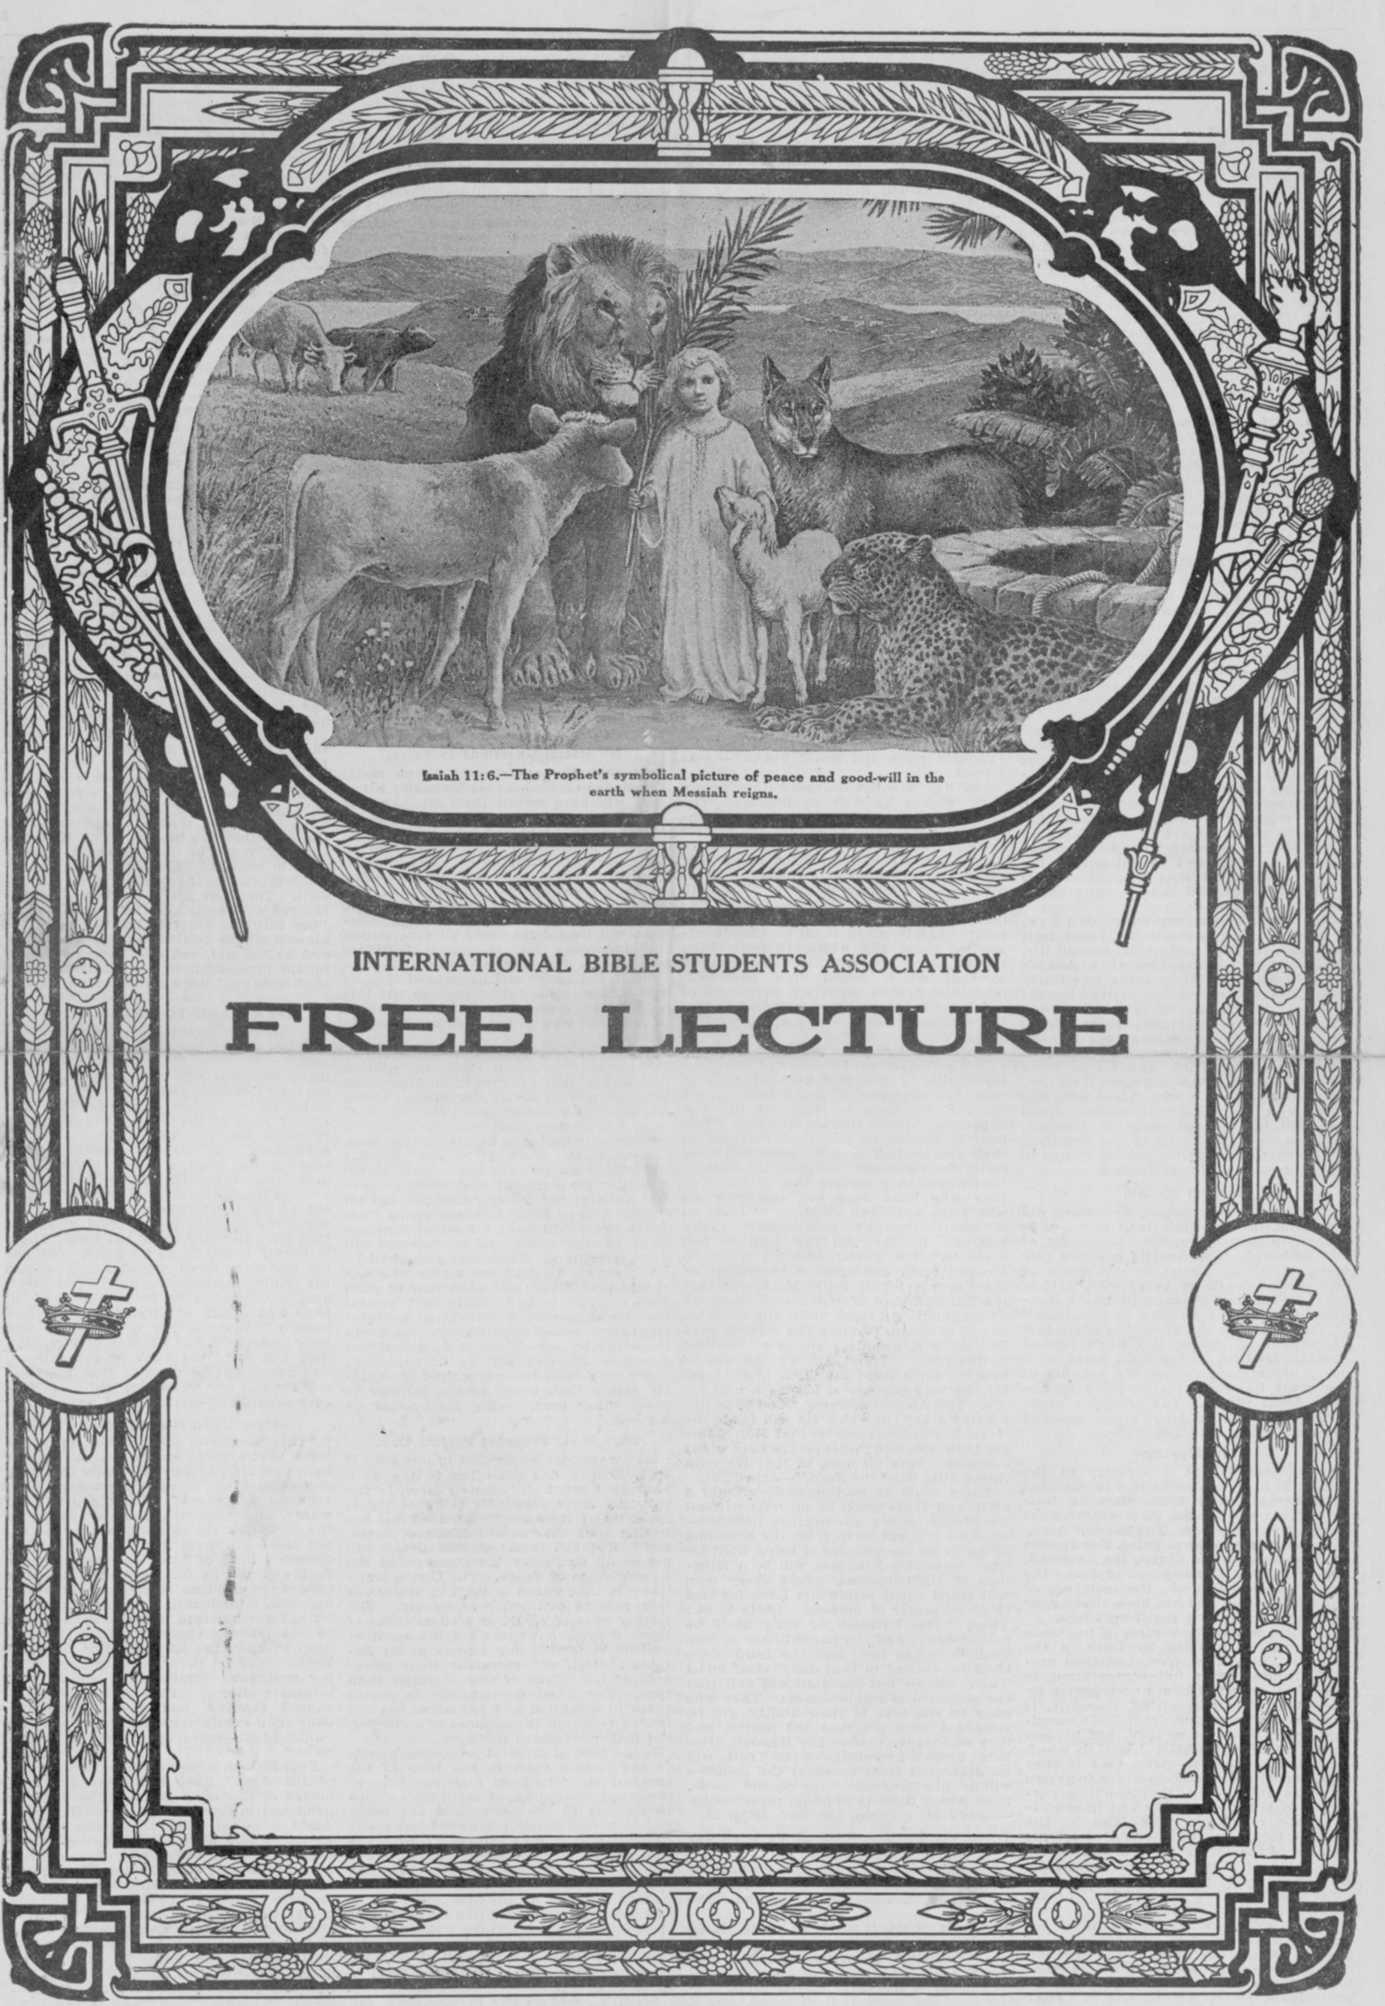 Isaiah 11:6.—The Prophet's symbolical picture of peace and good-will in the
earth when Messiah reigns.
INTERNATIONAL BIBLE STUDENTS ASSOCIATION
FREE LECTURE